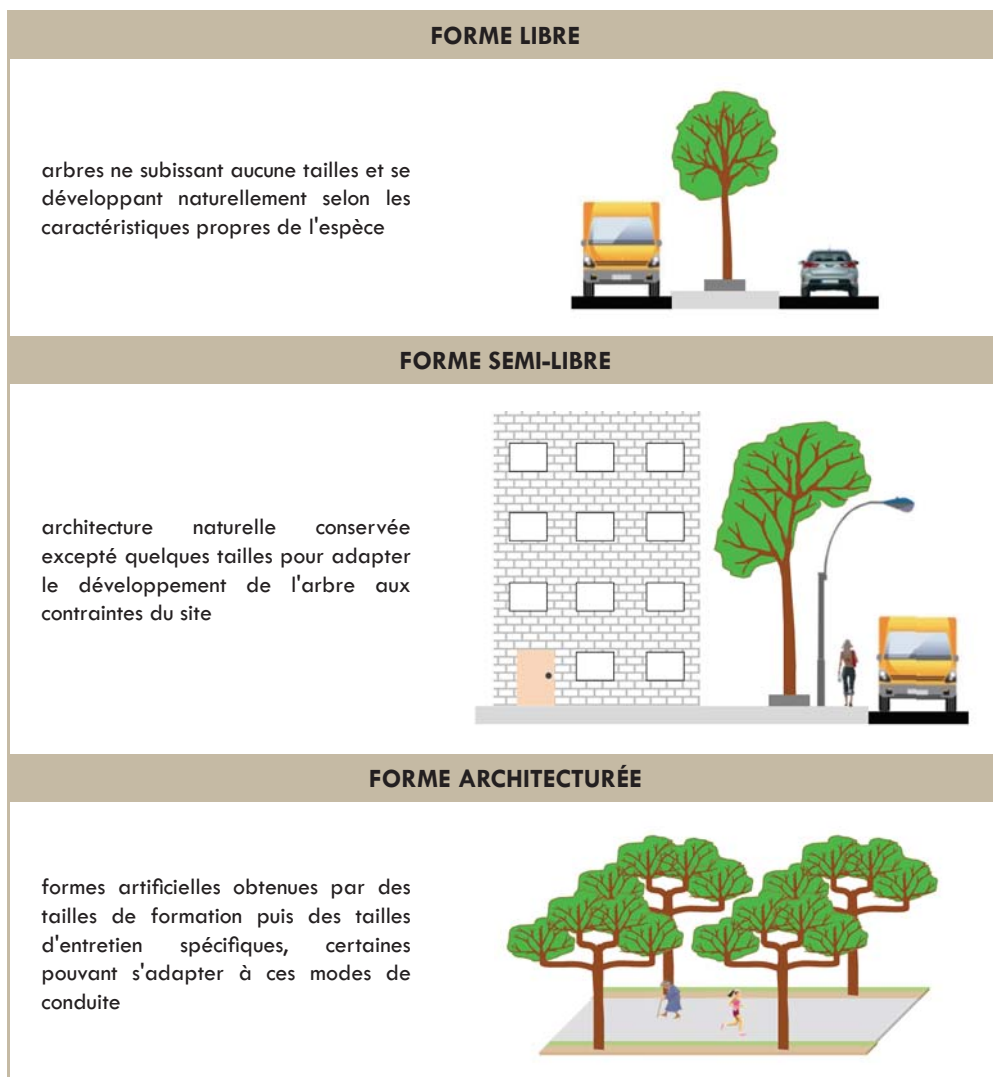 FORME LIBRE
arbres ne subissant aucune tailles et se
développant naturellement selon les
caractéristiques propres de l'espèce
FORME SEMI-LIBRE
architecture naturelle conservée
excepté quelques tailles pour adapter
le développement de l'arbre aux
contraintes du site
FORME ARCHITECTURÉE
formes artificielles obtenues par des
tailles de formation puis des tailles
d'entretien spécifiques, certaines
pouvant s'adapter à ces modes de
conduite